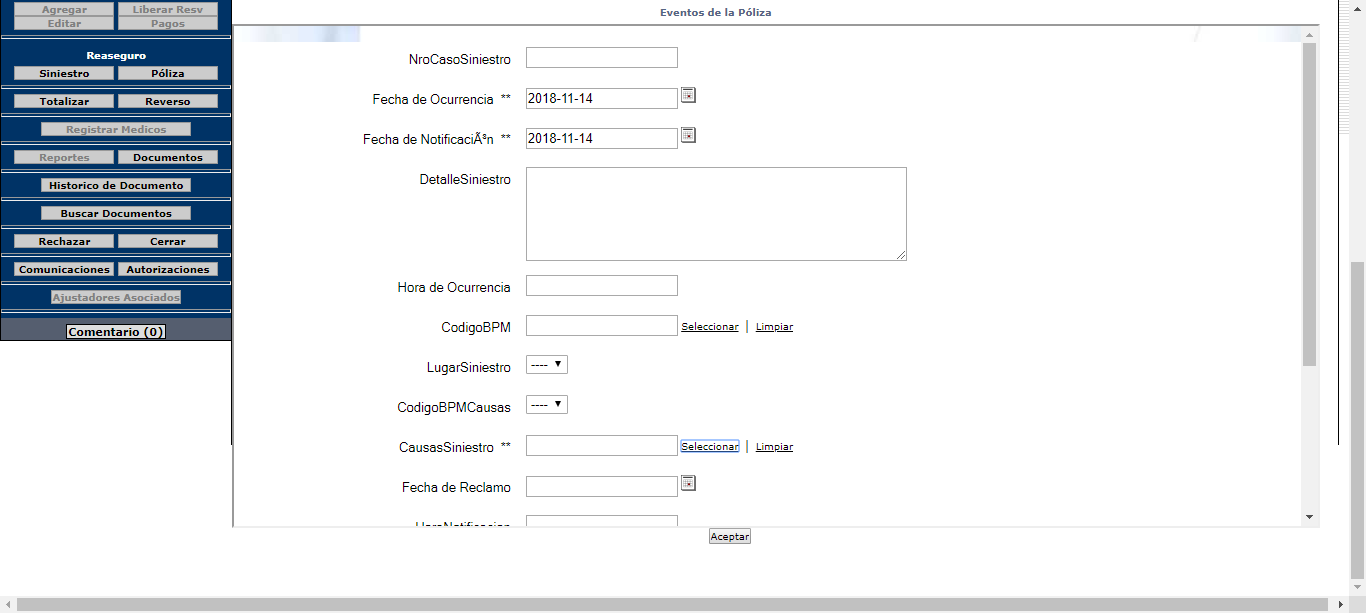 Agregar Liberar Resv
Editar Pagos
Reaseguro
Siniestro Póliza
Totalizar Reverso
Registrar Medicos
Reportes Documentos
Historico de Documento
Buscar Documentos
Rechazar Cerrar
Comunicaciones Autorizaciones
Ajustadores Asociados
Comentario (0)
Eventos de la Póliza
NroCasoSiniestro
Fecha de Ocurrencia ** 2018-11-14
Fecha de NotificaciÃ³n ** 2018-11-14
DetalleSiniestro
Hora de Ocurrencia
CodigoBPM Seleccionar | Limpiar
LugarSiniestro ----
CodigoBPMCausas ----
CausasSiniestro ** Seleccionar | Limpiar
Fecha de Reclamo
HoraNotificacion
Aceptar